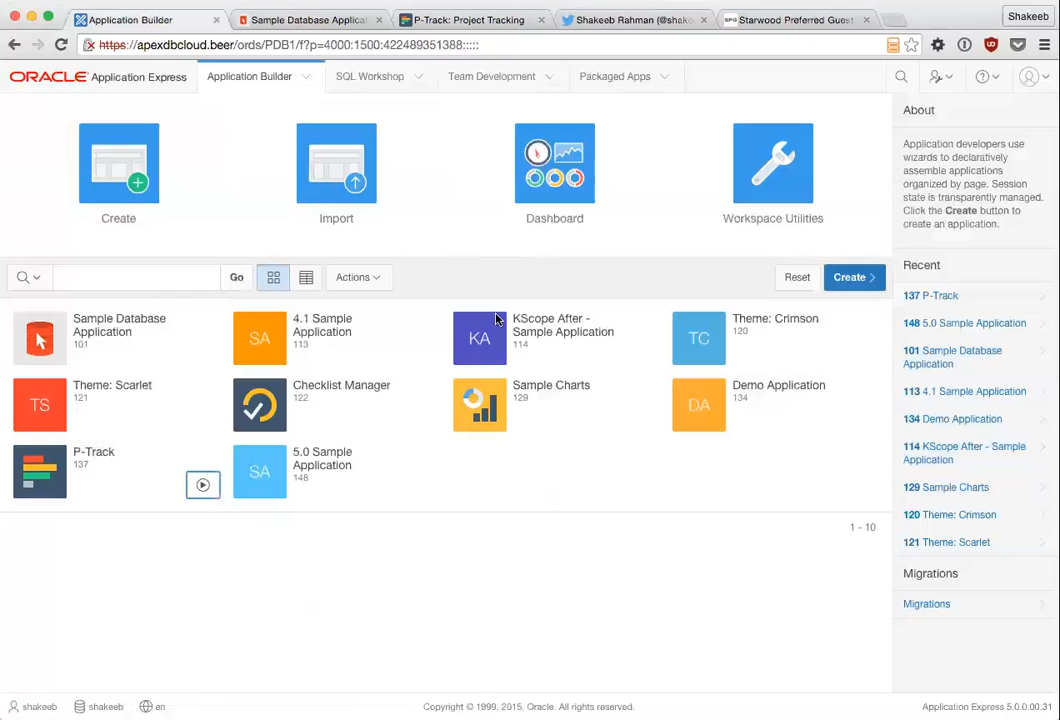 Application Builder
Sample Database Applica
P-Track: Project Tracking
Shakeeb Rahman (@shako
SPG Starwood Preferred Guest
Shakeeb
https://apexdbcloud.beer/ords/PDB1/f?p=4000:1500:422489351388:::::
ORACLE Application Express
Application Builder
SQL Workshop
Team Development
Packaged Apps
Create
Import
Dashboard
Workspace Utilities
About
Application developers use
wizards to declaratively
assemble applications
organized by page. Session
state is transparently managed.
Click the Create button to
create an application.
Go
Actions
Reset
Create
Recent
137 P-Track
148 5.0 Sample Application
101 Sample Database
Application
113 4.1 Sample Application
134 Demo Application
114 KScope After - Sample
Application
129 Sample Charts
120 Theme: Crimson
121 Theme: Scarlet
Migrations
Migrations
Sample Database
Application
101
SA
4.1 Sample
Application
113
KA
KScope After -
Sample Application
114
TC
Theme: Crimson
120
TS
Theme: Scarlet
121
Checklist Manager
122
Sample Charts
129
DA
Demo Application
134
P-Track
137
SA
5.0 Sample
Application
148
1 - 10
shakeeb
shakeeb
en
Copyright © 1999, 2015, Oracle. All rights reserved.
Application Express 5.0.0.00.31